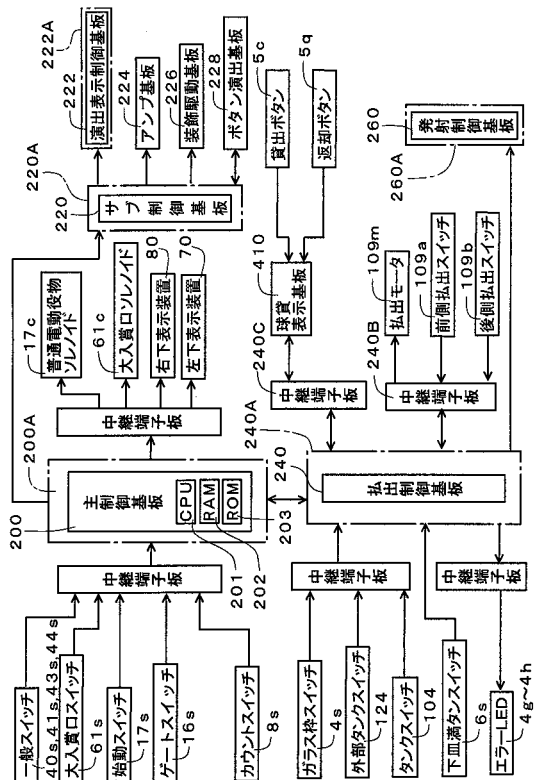 一般スイッチ
40s,41s,43s,44s
大入賞口スイッチ
61s
始動スイッチ
17s
ゲートスイッチ
16s
カウントスイッチ
8s
中継端子板
200
200A
主制御基板
CPU
RAM
ROM
201
202
203
中継端子板
17c
普通電動役物
ソレノイド
大入賞口ソレノイド
61c
右下表示装置
80
左下表示装置
70
220
220A
サブ制御基板
222
222A
演出表示制御基板
224
アンプ基板
226
装飾駆動基板
228
ボタン演出基板
5c
貸出ボタン
5q
返却ボタン
410
球貸
表示基板
240C
中継端子板
240A
240
払出制御基板
240B
中継端子板
109m
払出モータ
109a
前側払出スイッチ
109b
後側払出スイッチ
260
発射制御基板
260A
ガラス枠スイッチ
4s
外部タンクスイッチ
124
タンクスイッチ
104
下皿満タンスイッチ
6s
エラーLED
4g~4h
中継端子板
中継端子板